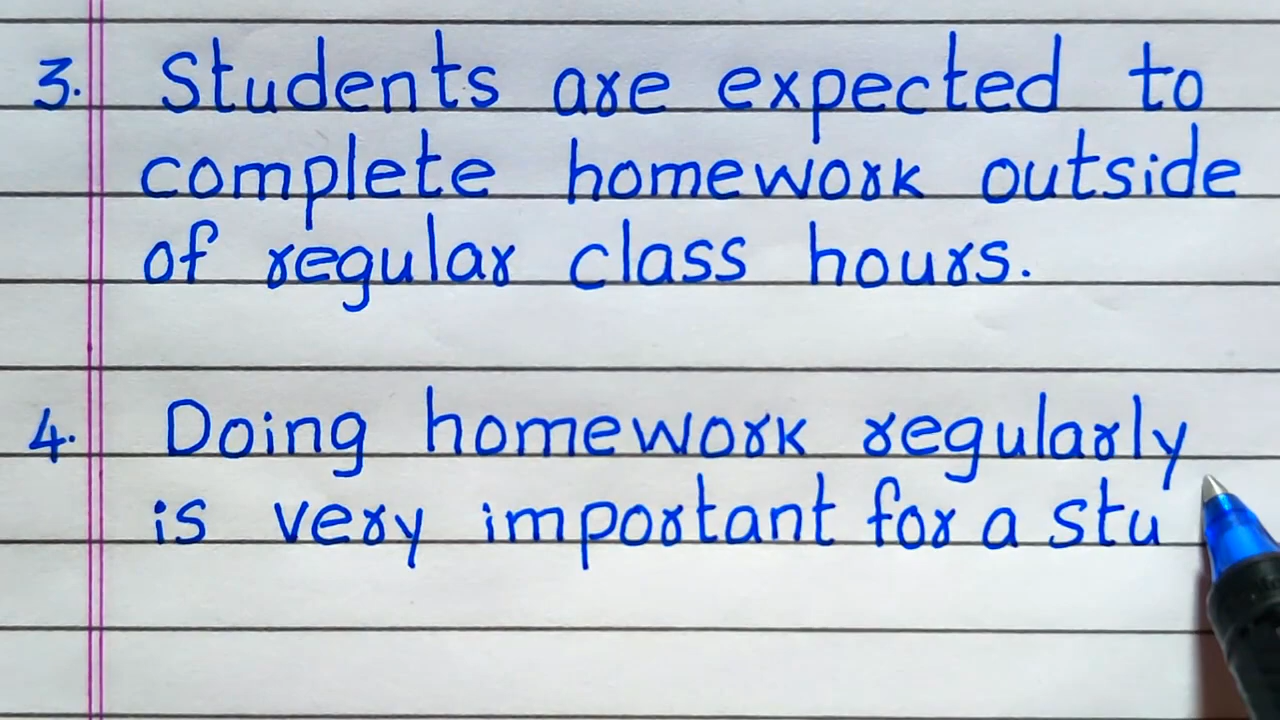 3. Students are expected to
complete homework outside
of regular class hours.
4. Doing homework regularly
is very important for a stu